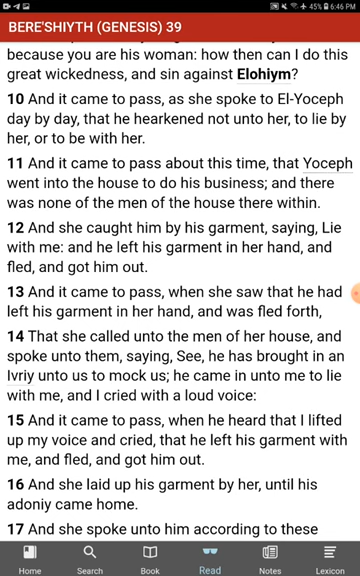 45% 6:46 PM
BERE'SHIYTH (GENESIS) 39
because you are his woman: how then can I do this
great wickedness, and sin against Elohiym?
10 And it came to pass, as she spoke to El-Yoceph
day by day, that he hearkened not unto her, to lie by
her, or to be with her.
11 And it came to pass about this time, that Yoceph
went into the house to do his business; and there
was none of the men of the house there within.
12 And she caught him by his garment, saying, Lie
with me: and he left his garment in her hand, and
fled, and got him out.
13 And it came to pass, when she saw that he had
left his garment in her hand, and was fled forth,
14 That she called unto the men of her house, and
spoke unto them, saying, See, he has brought in an
Ivriy unto us to mock us; he came in unto me to lie
with me, and I cried with a loud voice:
15 And it came to pass, when he heard that I lifted
up my voice and cried, that he left his garment with
me, and fled, and got him out.
16 And she laid up his garment by her, until his
adoniy came home.
17 And she spoke unto him according to these
Home Search Book Read Notes Lexicon